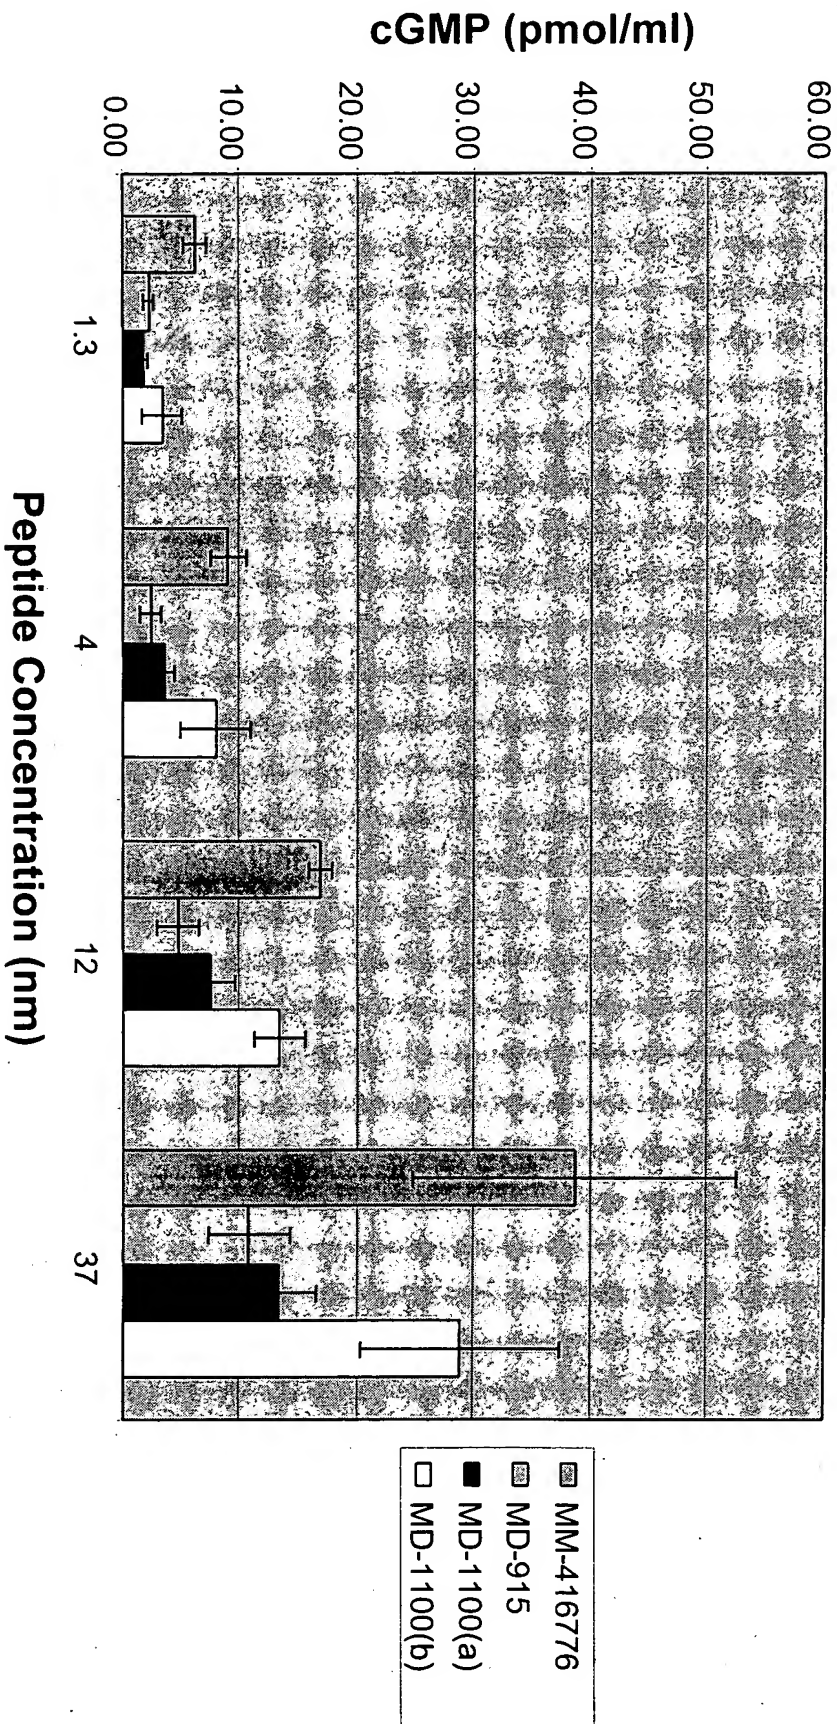 cGMP (pmol/ml)
60.00
50.00
40.00
30.00
20.00
10.00
0.00
1.3
4
12
37
Peptide Concentration (nm)
MM-416776
MD-915
MD-1100(a)
MD-1100(b)